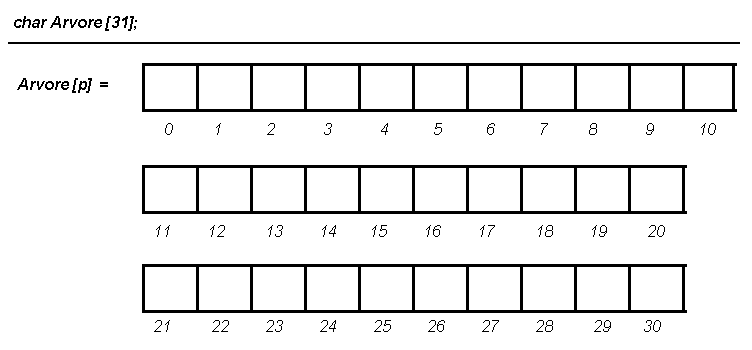 char Arvore [31];
Arvore [p] =
0 1 2 3 4 5 6 7 8 9 10
11 12 13 14 15 16 17 18 19 20
21 22 23 24 25 26 27 28 29 30